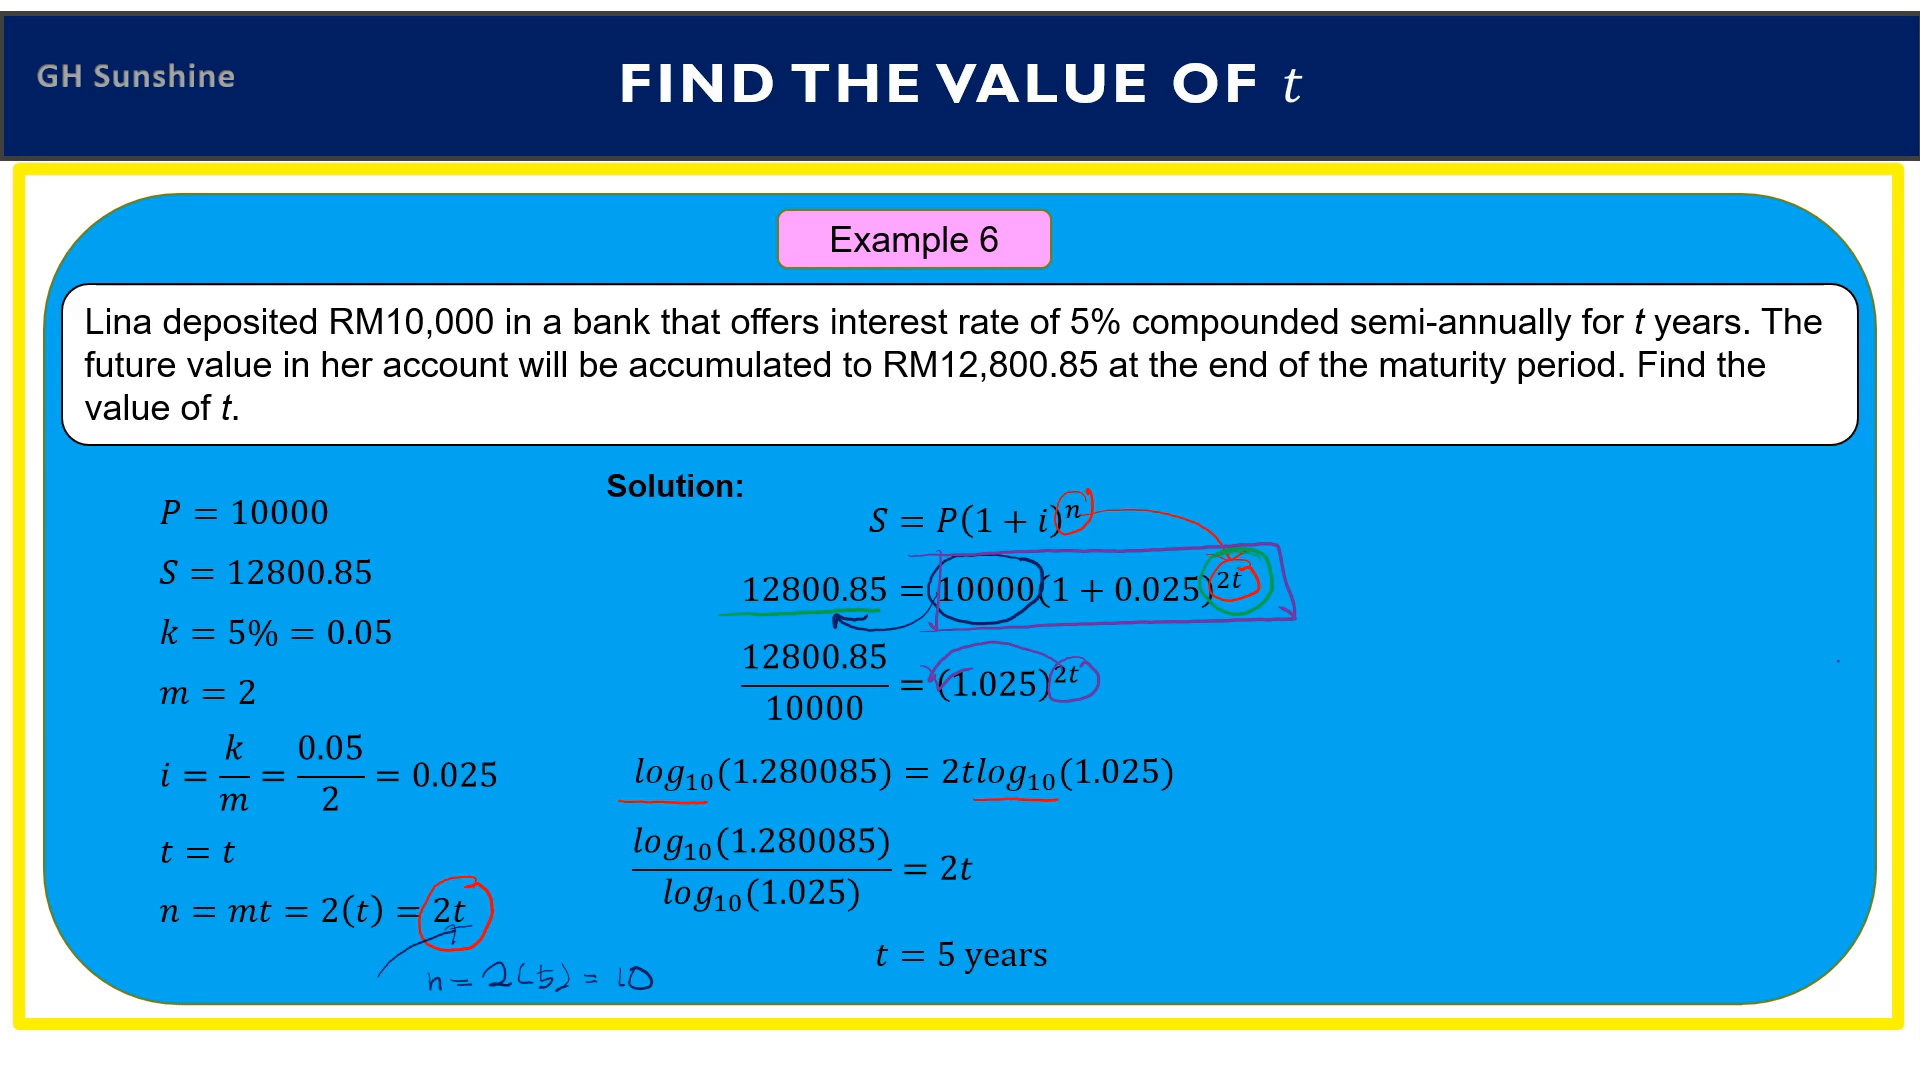 GH Sunshine
FIND THE VALUE OF t
Example 6
Lina deposited RM10,000 in a bank that offers interest rate of 5% compounded semi-annually for t years. The
future value in her account will be accumulated to RM12,800.85 at the end of the maturity period. Find the
value of t.
P = 10000
S = 12800.85
k = 5% = 0.05
m = 2
i = k/m = 0.05/2 = 0.025
t = t
n = mt = 2(t) = 2t
n = 2(5) = 10
Solution:
S = P(1 + i)^n
12800.85 = 10000(1 + 0.025)^2t
12800.85/10000 = (1.025)^2t
log₁₀(1.280085) = 2tlog₁₀(1.025)
log₁₀(1.280085)/log₁₀(1.025) = 2t
t = 5 years